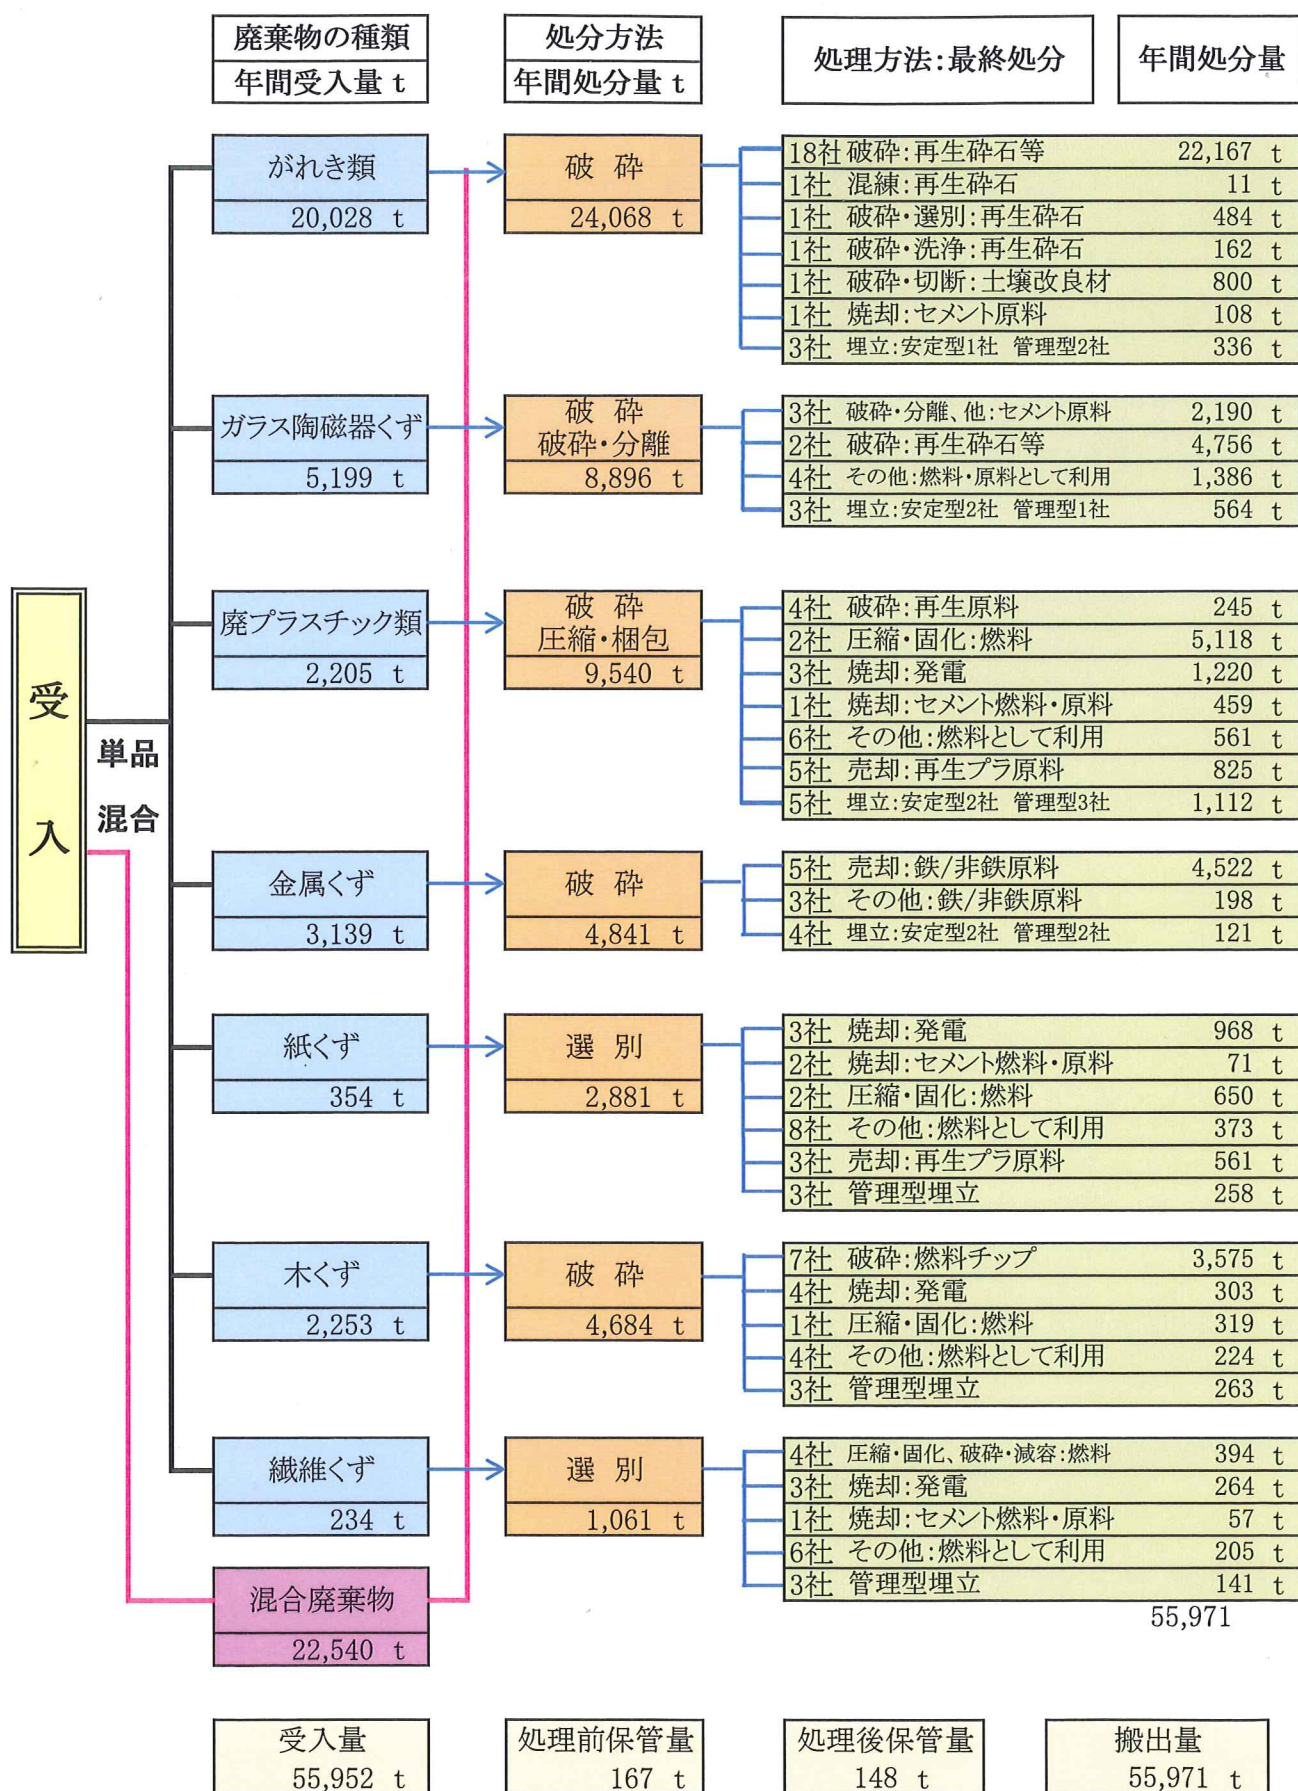 廃棄物の種類
年間受入量 t
処分方法
年間処分量 t
処理方法:最終処分
年間処分量
受入
単品
混合
がれき類
20,028 t
破 砕
24,068 t
18社 破砕:再生砕石等 22,167 t
1社 混練:再生砕石 11 t
1社 破砕・選別:再生砕石 484 t
1社 破砕・洗浄:再生砕石 162 t
1社 破砕・切断:土壌改良材 800 t
1社 焼却:セメント原料 108 t
3社 埋立:安定型1社 管理型2社 336 t
ガラス陶磁器くず
5,199 t
破 砕
破砕・分離
8,896 t
3社 破砕・分離、他:セメント原料 2,190 t
2社 破砕:再生砕石等 4,756 t
4社 その他:燃料・原料として利用 1,386 t
3社 埋立:安定型2社 管理型1社 564 t
廃プラスチック類
2,205 t
破 砕
圧縮・梱包
9,540 t
4社 破砕:再生原料 245 t
2社 圧縮・固化:燃料 5,118 t
3社 焼却:発電 1,220 t
1社 焼却:セメント燃料・原料 459 t
6社 その他:燃料として利用 561 t
5社 売却:再生プラ原料 825 t
5社 埋立:安定型2社 管理型3社 1,112 t
金属くず
3,139 t
破 砕
4,841 t
5社 売却:鉄/非鉄原料 4,522 t
3社 その他:鉄/非鉄原料 198 t
4社 埋立:安定型2社 管理型2社 121 t
紙くず
354 t
選 別
2,881 t
3社 焼却:発電 968 t
2社 焼却:セメント燃料・原料 71 t
2社 圧縮・固化:燃料 650 t
8社 その他:燃料として利用 373 t
3社 売却:再生プラ原料 561 t
3社 管理型埋立 258 t
木くず
2,253 t
破 砕
4,684 t
7社 破砕:燃料チップ 3,575 t
4社 焼却:発電 303 t
1社 圧縮・固化:燃料 319 t
4社 その他:燃料として利用 224 t
3社 管理型埋立 263 t
繊維くず
234 t
選 別
1,061 t
4社 圧縮・固化、破砕・減容:燃料 394 t
3社 焼却:発電 264 t
1社 焼却:セメント燃料・原料 57 t
6社 その他:燃料として利用 205 t
3社 管理型埋立 141 t
55,971
混合廃棄物
22,540 t
受入量
55,952 t
処理前保管量
167 t
処理後保管量
148 t
搬出量
55,971 t